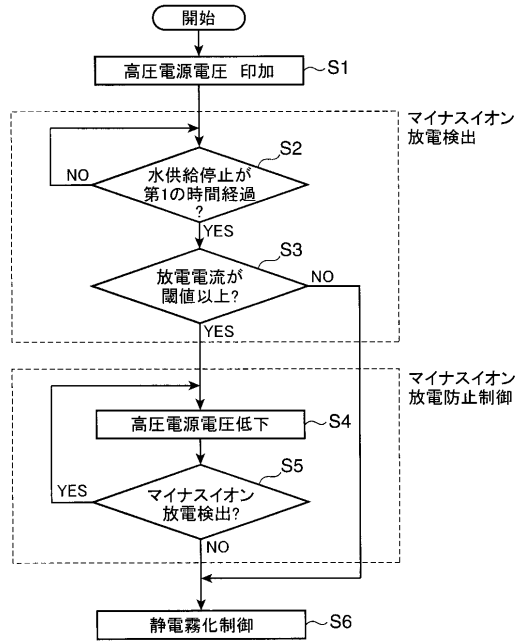 開始
高圧電源電圧 印加
S1
マイナスイオン
放電検出
S2
水供給停止が
第1の時間経過
?
NO
YES
S3
放電電流が
閾値以上?
NO
YES
マイナスイオン
放電防止制御
高圧電源電圧低下
S4
S5
マイナスイオン
放電検出?
YES
NO
静電霧化制御
S6